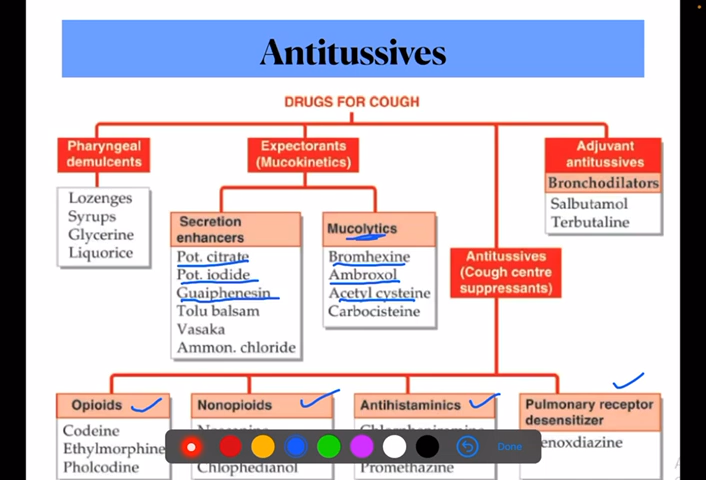 Antitussives
DRUGS FOR COUGH
Pharyngeal
demulcents
Lozenges
Syrups
Glycerine
Liquorice
Expectorants
(Mucokinetics)
Secretion
enhancers
Pot. citrate
Pot. iodide
Guaiphenesin
Tolu balsam
Vasaka
Ammon. chloride
Mucolytics
Bromhexine
Ambroxol
Acetyl cysteine
Carbocisteine
Antitussives
(Cough centre
suppressants)
Adjuvant
antitussives
Bronchodilators
Salbutamol
Terbutaline
Opioids
Codeine
Ethylmorphine
Pholcodine
Nonopioids
Chlophedianol
Antihistaminics
Promethazine
Pulmonary receptor
desensitizer
Done